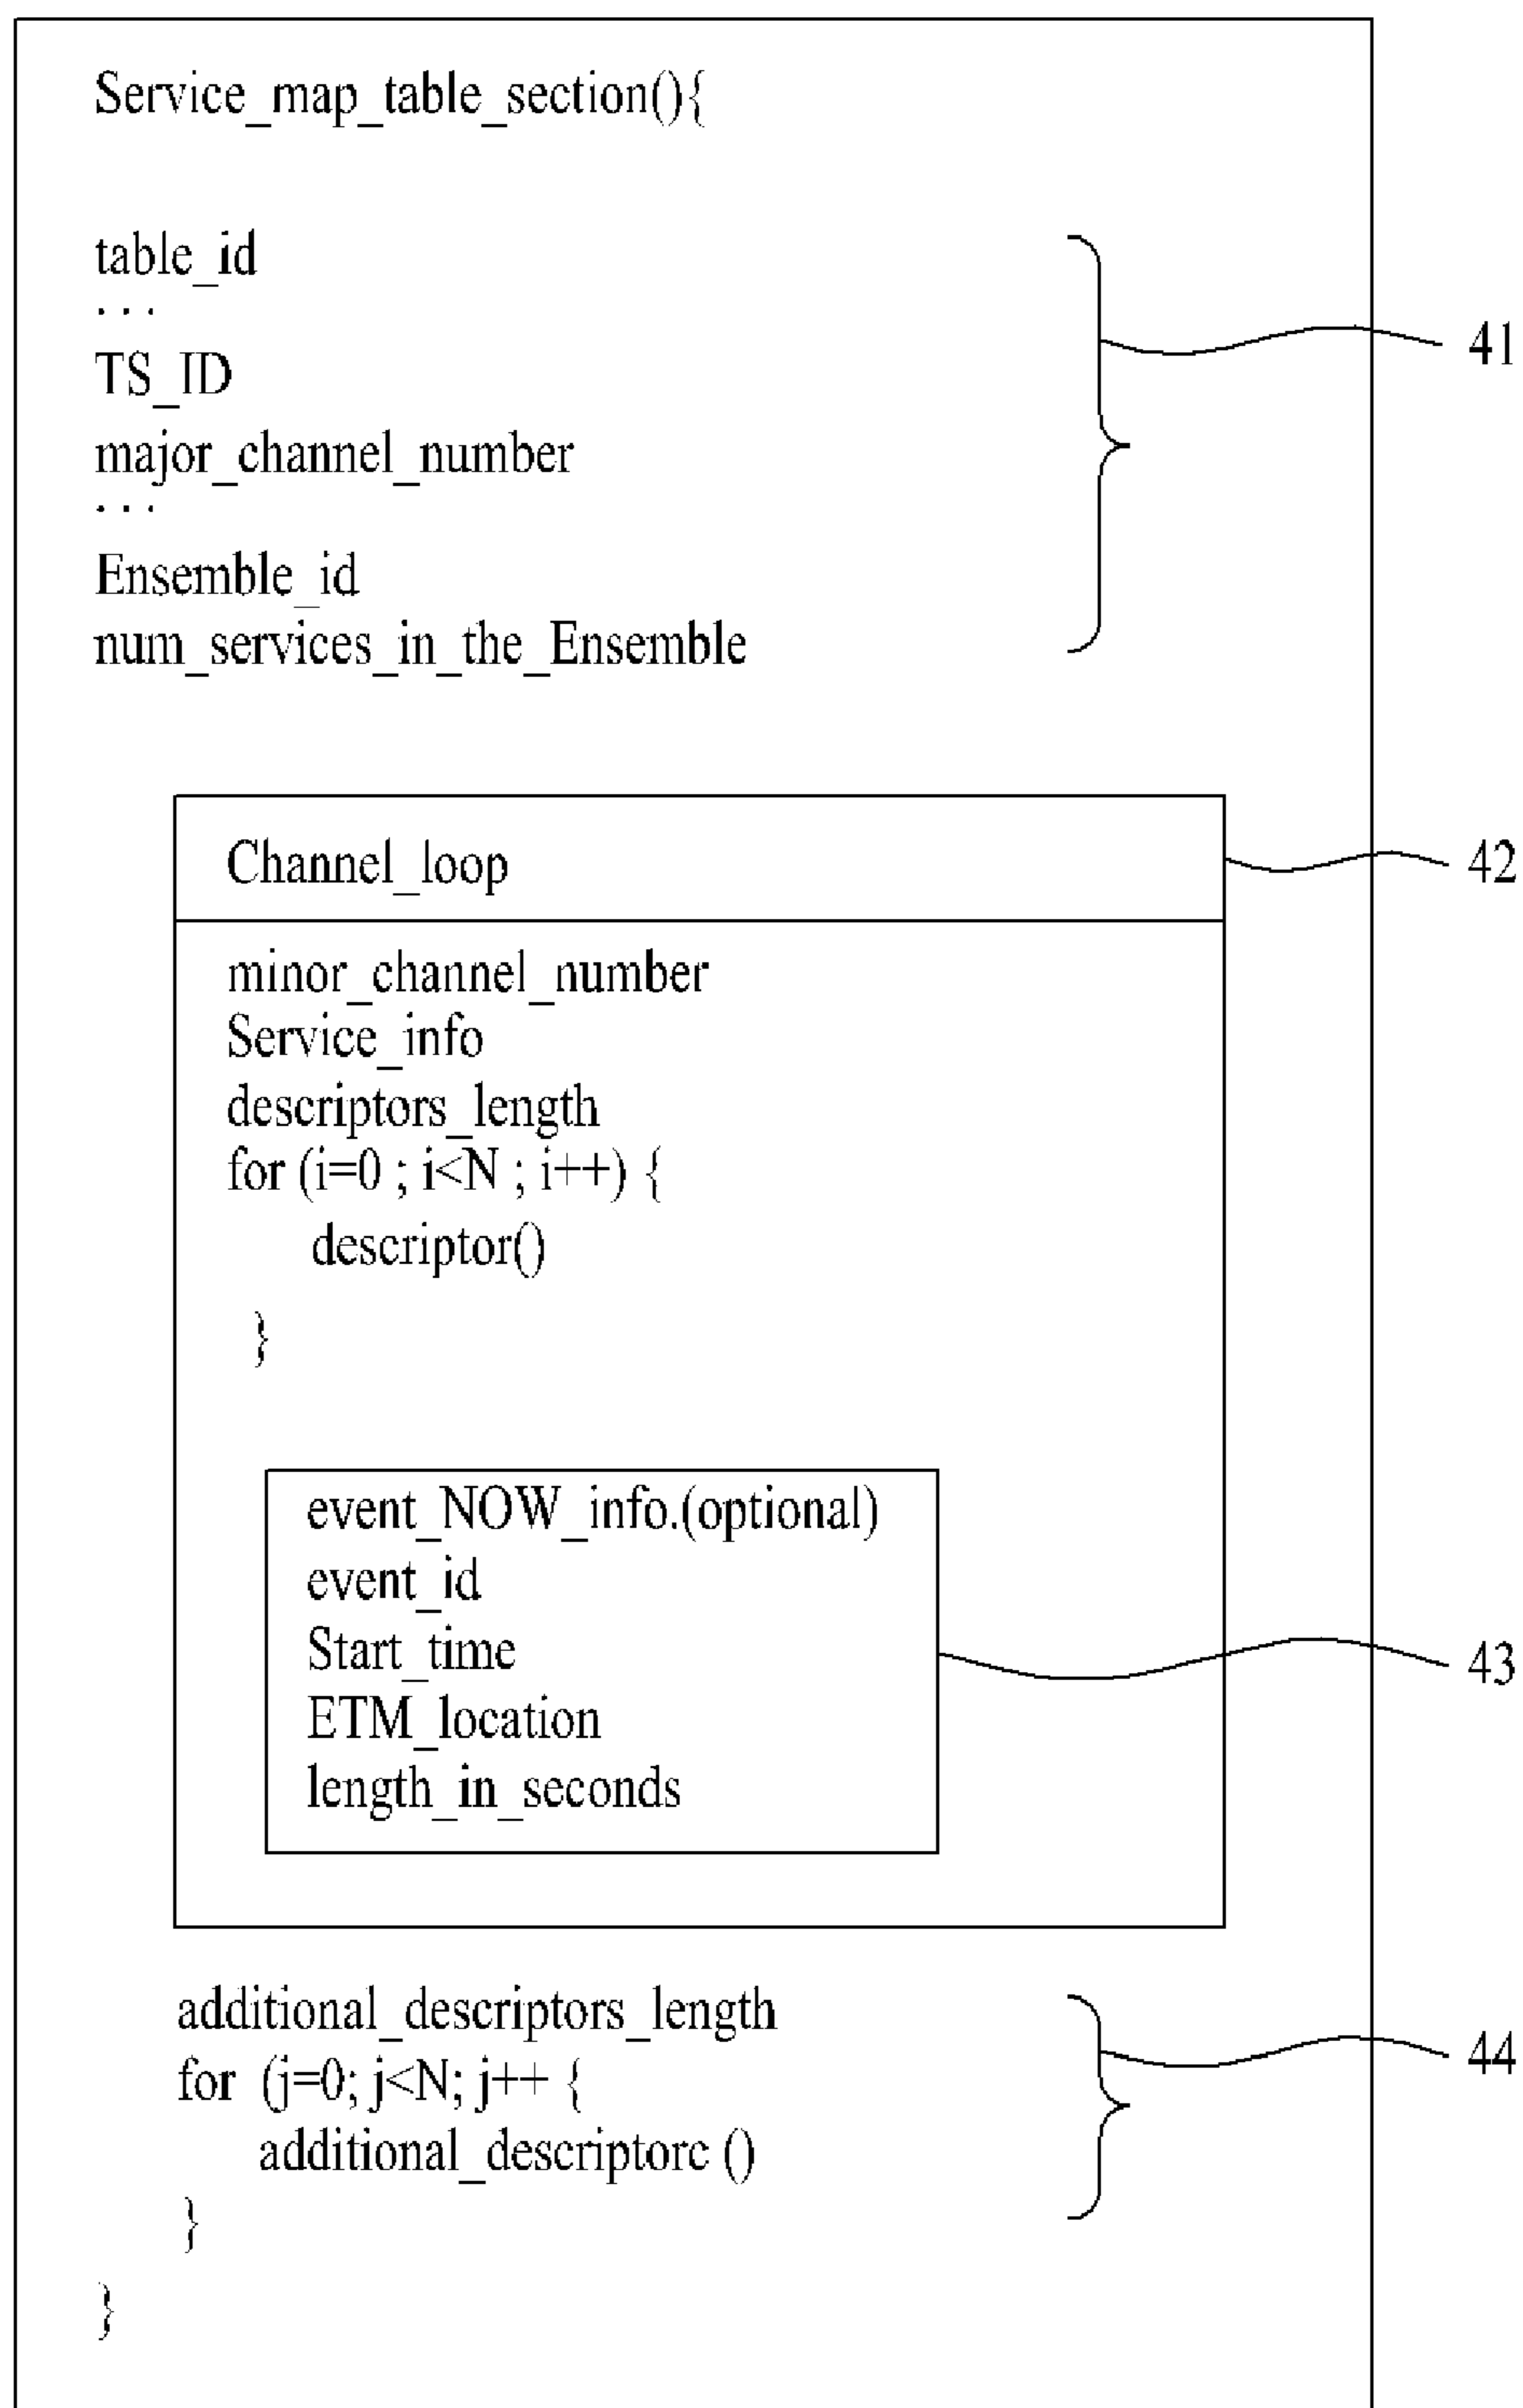 Service_map_table_section(){
table_id
...
TS_ID
major_channel_number
...
Ensemble_id
num_services_in_the_Ensemble
41
Channel_loop
42
minor_channel_number
Service_info
descriptors_length
for (i=0 ; i<N ; i++) {
descriptor()
}
event_NOW_info.(optional)
event_id
Start_time
ETM_location
length_in_seconds
43
additional_descriptors_length
for (j=0; j<N; j++ {
additional_descriptorc ()
}
44
}